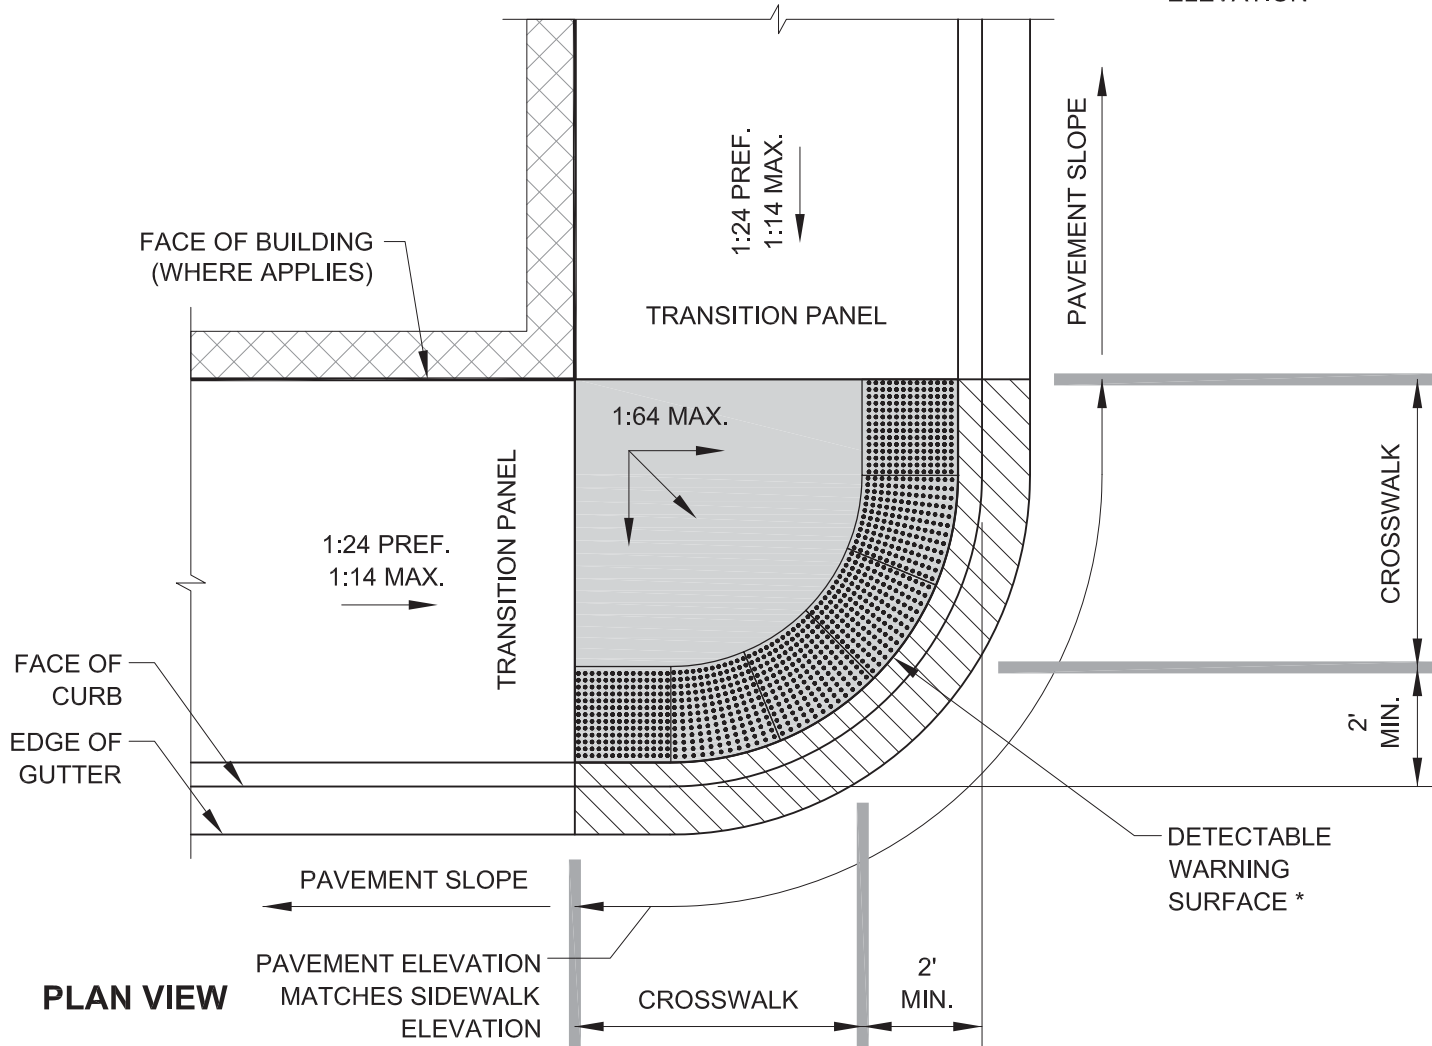 PAVEMENT SLOPE
1:24 PREF.
1:14 MAX.
FACE OF BUILDING
(WHERE APPLIES)
TRANSITION PANEL
1:64 MAX.
TRANSITION PANEL
1:24 PREF.
1:14 MAX.
CROSSWALK
FACE OF
CURB
2'
MIN.
EDGE OF
GUTTER
DETECTABLE
WARNING
SURFACE *
PAVEMENT SLOPE
PAVEMENT ELEVATION
MATCHES SIDEWALK
ELEVATION
PLAN VIEW
CROSSWALK
2'
MIN.